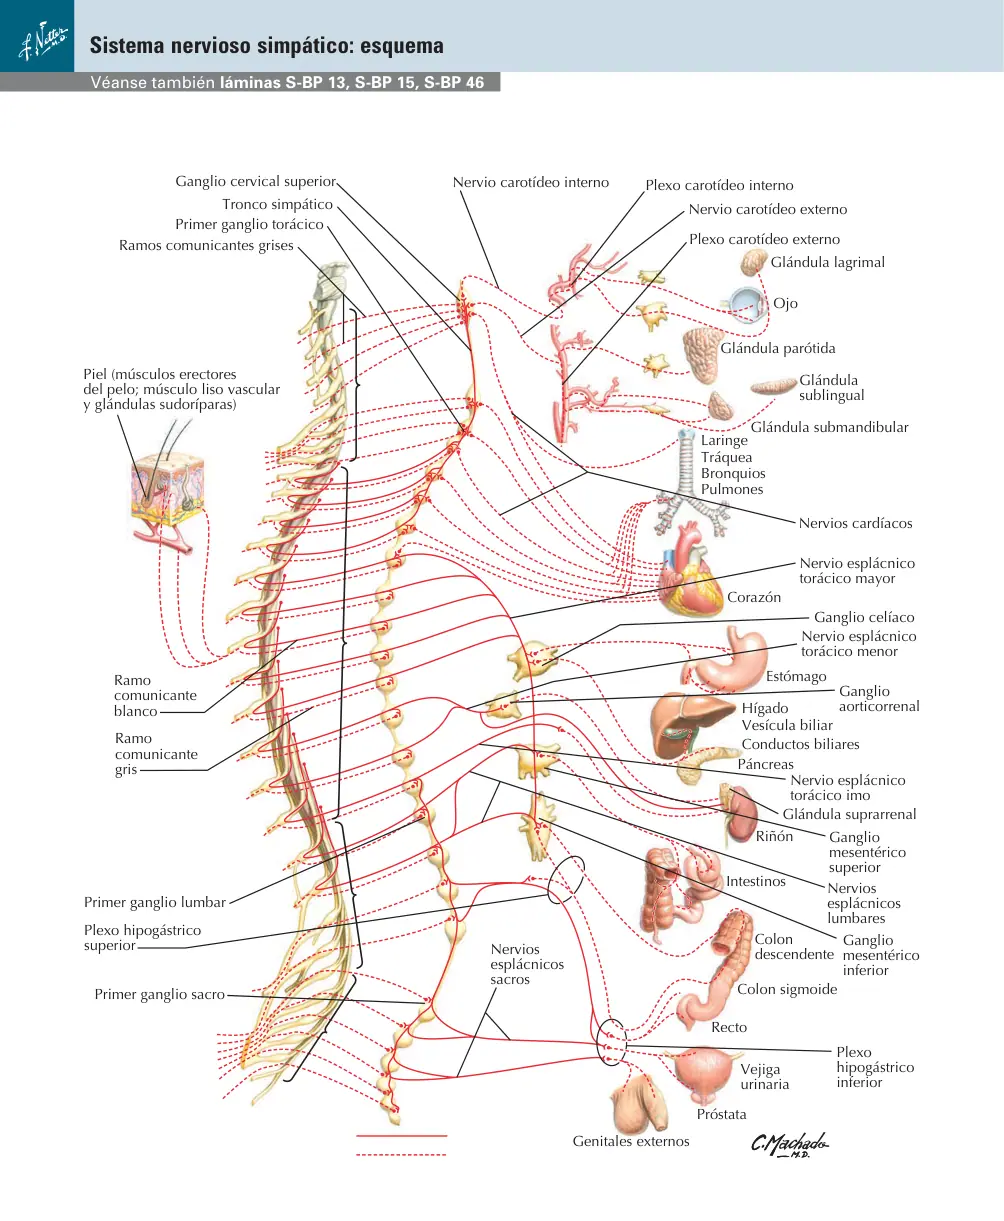 F. Netter M.D.
Sistema nervioso simpático: esquema
Véanse también láminas S-BP 13, S-BP 15, S-BP 46
Ganglio cervical superior
Tronco simpático
Primer ganglio torácico
Ramos comunicantes grises
Nervio carotídeo interno
Plexo carotídeo interno
Nervio carotídeo externo
Plexo carotídeo externo
Glándula lagrimal
Ojo
Glándula parótida
Piel (músculos erectores
del pelo; músculo liso vascular
y glándulas sudoríparas)
Glándula
sublingual
Glándula submandibular
Laringe
Tráquea
Bronquios
Pulmones
Nervios cardíacos
Nervio esplácnico
torácico mayor
Corazón
Ganglio celíaco
Nervio esplácnico
torácico menor
Estómago
Ganglio
aorticorrenal
Ramo
comunicante
blanco
Hígado
Vesícula biliar
Conductos biliares
Ramo
comunicante
gris
Páncreas
Nervio esplácnico
torácico imo
Glándula suprarrenal
Riñón
Ganglio
mesentérico
superior
Intestinos
Nervios
esplácnicos
lumbares
Primer ganglio lumbar
Plexo hipogástrico
superior
Colon
descendente
Ganglio
mesentérico
inferior
Nervios
esplácnicos
sacros
Colon sigmoide
Primer ganglio sacro
Recto
Plexo
hipogástrico
inferior
Vejiga
urinaria
Próstata
Genitales externos
C. Machado
M.D.